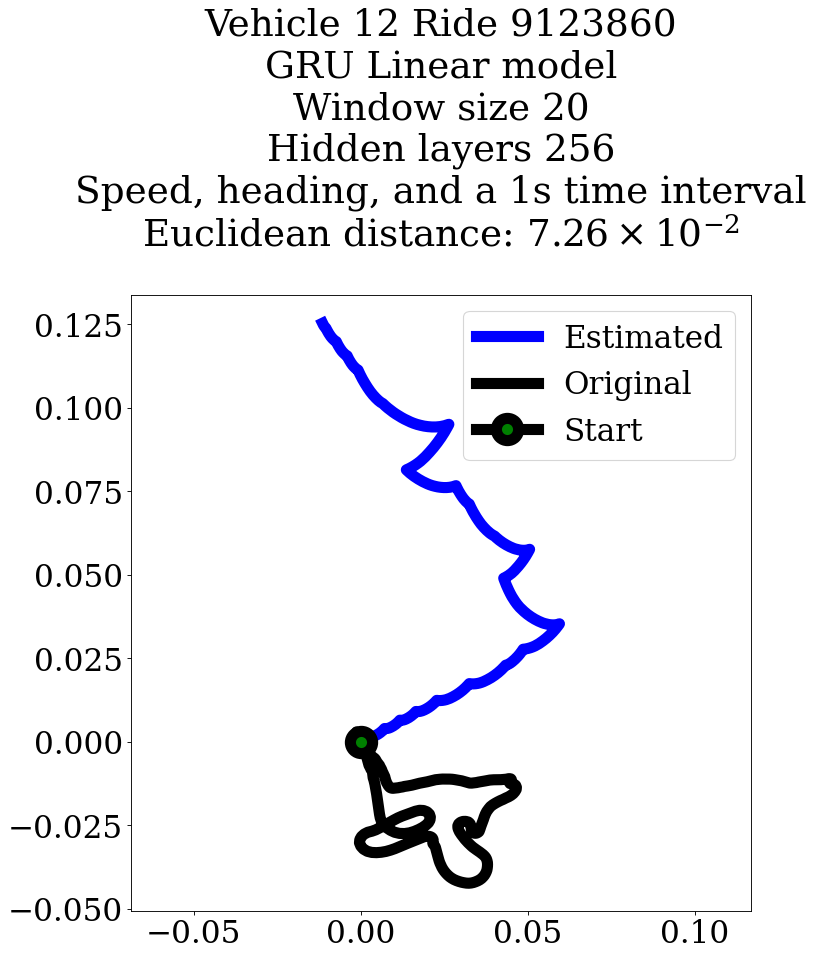 Vehicle 12 Ride 9123860
GRU Linear model
Window size 20
Hidden layers 256
Speed, heading, and a 1s time interval
Euclidean distance: 7.26 × 10⁻²
Estimated
Original
Start
0.125
0.100
0.075
0.050
0.025
0.000
−0.025
−0.050
−0.05 0.00 0.05 0.10